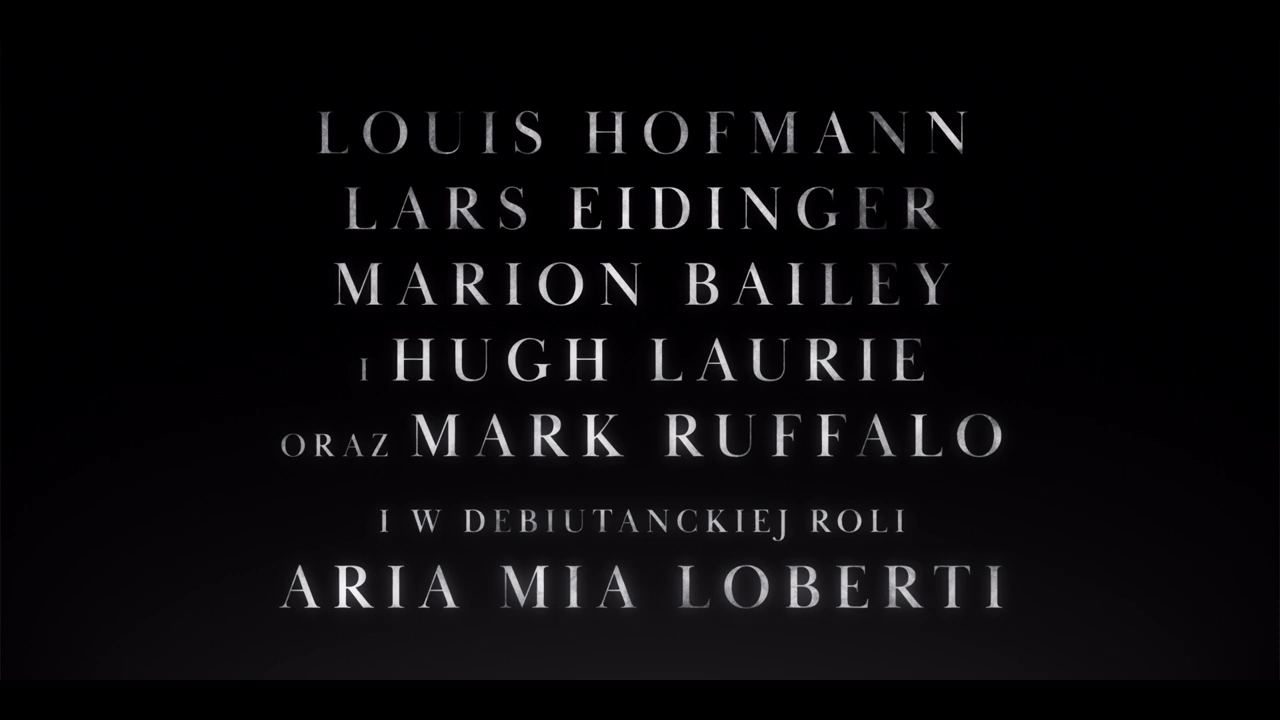 LOUIS HOFMANN
LARS EIDINGER
MARION BAILEY
I HUGH LAURIE
ORAZ MARK RUFFALO
I W DEBIUTANCKIEJ ROLI
ARIA MIA LOBERTI